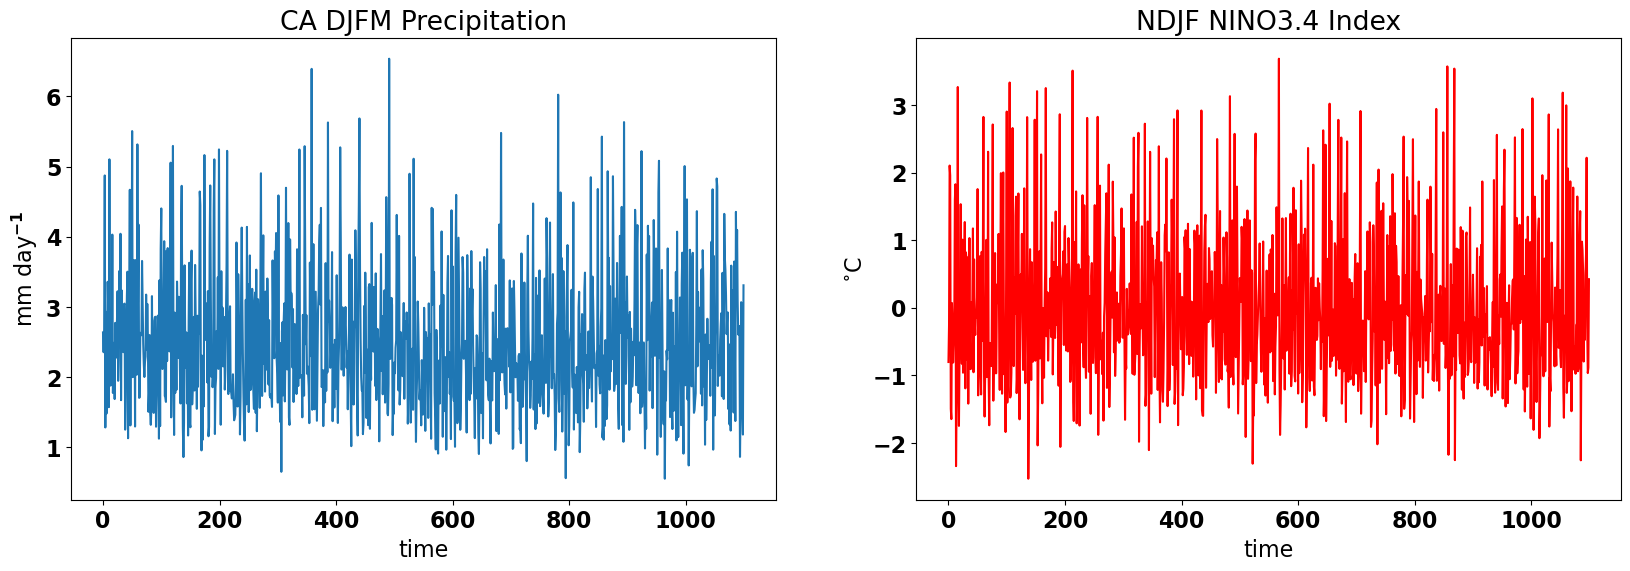 CA DJFM Precipitation
6
5
4
3
2
1
mm day⁻¹
0 200 400 600 800 1000
time
NDJF NINO3.4 Index
3
2
1
0
−1
−2
°C
0 200 400 600 800 1000
time